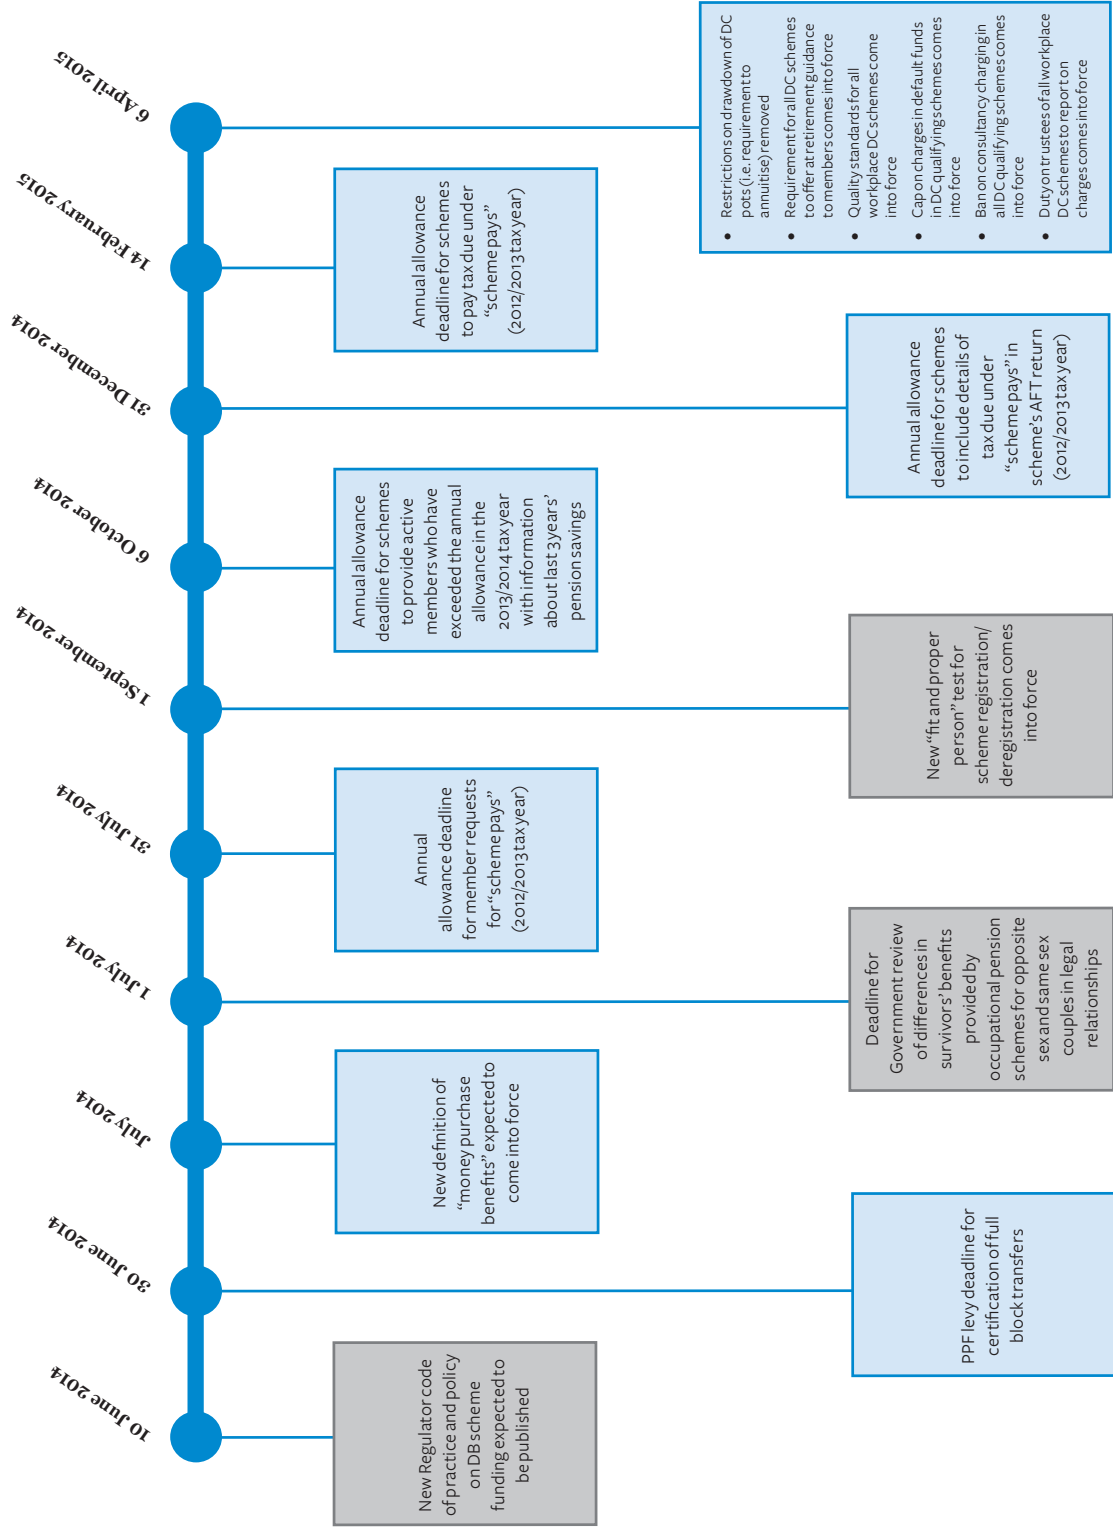 10 June 2014
New Regulator code
of practice and policy
on DB scheme
funding expected to
be published
30 June 2014
PPF levy deadline for
certification of full
block transfers
July 2014
New definition of
“money purchase
benefits” expected to
come into force
1 July 2014
Deadline for
Government review
of differences in
survivors’ benefits
provided by
occupational pension
schemes for opposite
sex and same sex
couples in legal
relationships
31 July 2014
Annual
allowance deadline
for member requests
for “scheme pays”
(2012/2013 tax year)
1 September 2014
New “fit and proper
person” test for
scheme registration/
deregistration comes
into force
6 October 2014
Annual allowance
deadline for schemes
to provide active
members who have
exceeded the annual
allowance in the
2013/2014 tax year
with information
about last 3 years’
pension savings
31 December 2014
Annual allowance
deadline for schemes
to include details of
tax due under
“scheme pays” in
scheme’s AFT return
(2012/2013 tax year)
14 February 2015
Annual allowance
deadline for schemes
to pay tax due under
“scheme pays”
(2012/2013 tax year)
6 April 2015
• Restrictions on drawdown of DC
pots (i.e. requirement to
annuitise) removed
• Requirement for all DC schemes
to offer at retirement guidance
to members comes into force
• Quality standards for all
workplace DC schemes come
into force
• Cap on charges in default funds
in DC qualifying schemes comes
into force
• Ban on consultancy charging in
all DC qualifying schemes comes
into force
• Duty on trustees of all workplace
DC schemes to report on
charges comes into force